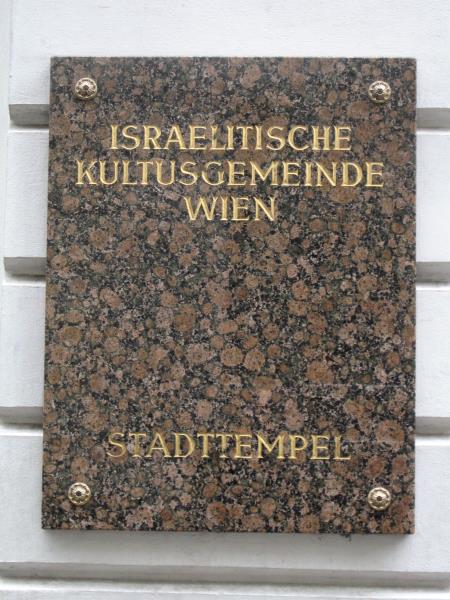 ISRAELITISCHE
KULTUSGEMEINDE
WIEN
STADTTEMPEL